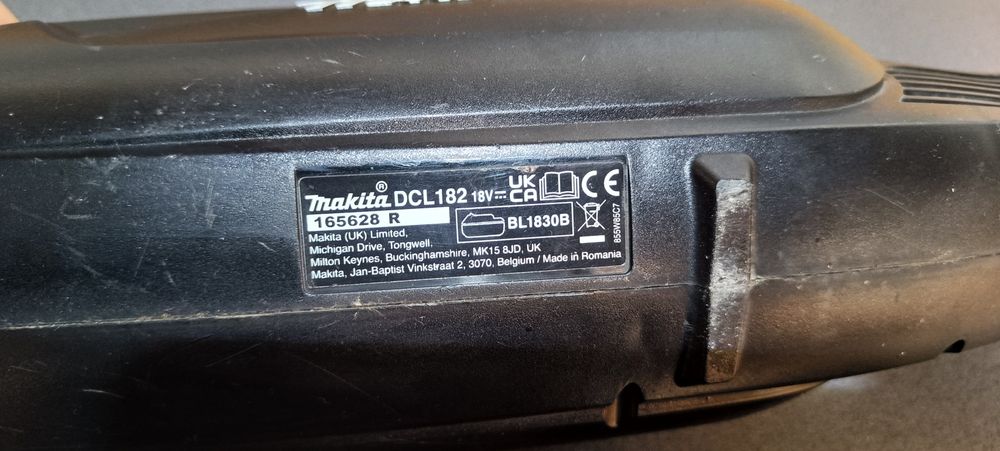 makita® DCL182 18V UK CA CE
165628 R
BL1830B
Makita (UK) Limited,
Michigan Drive, Tongwell.
Milton Keynes, Buckinghamshire, MK15 8JD, UK
Makita, Jan-Baptist Vinkstraat 2, 3070, Belgium / Made in Romania
855W85C7